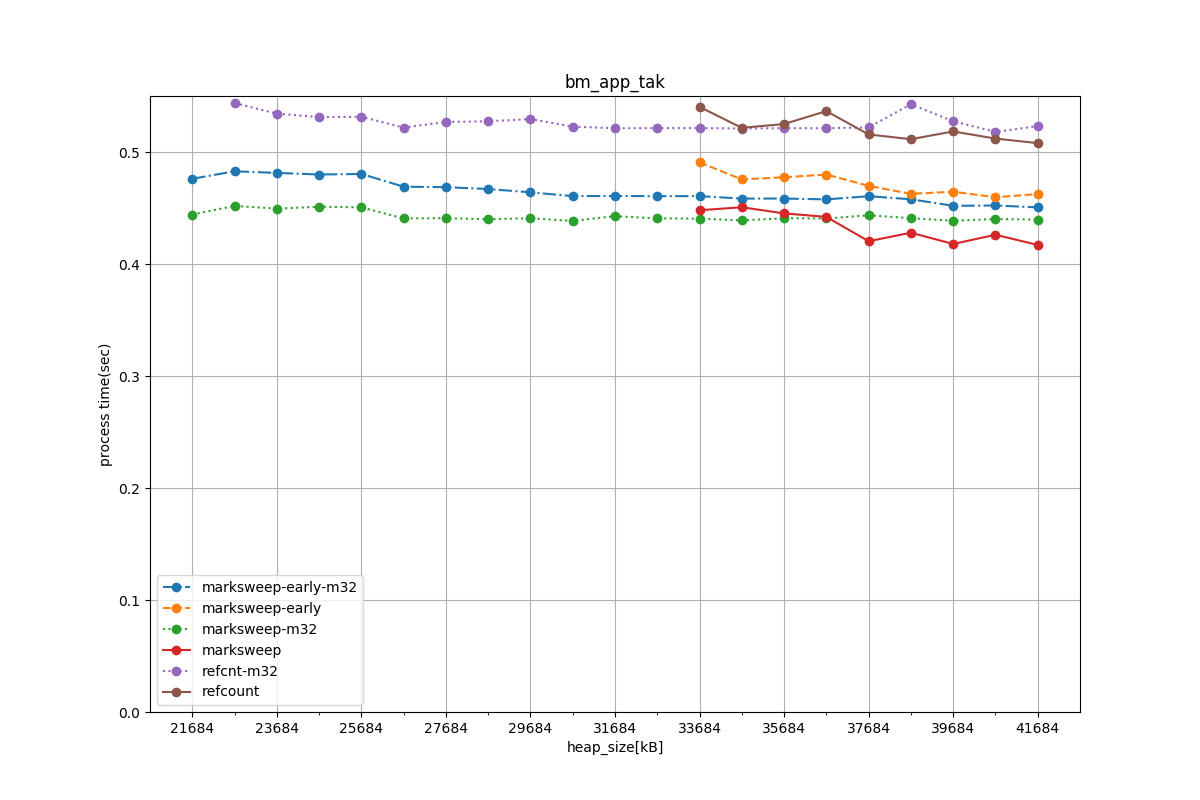 bm_app_tak
process time(sec)
0.5
0.4
0.3
0.2
0.1
0.0
marksweep-early-m32
marksweep-early
marksweep-m32
marksweep
refcnt-m32
refcount
21684 23684 25684 27684 29684 31684 33684 35684 37684 39684 41684
heap_size[kB]